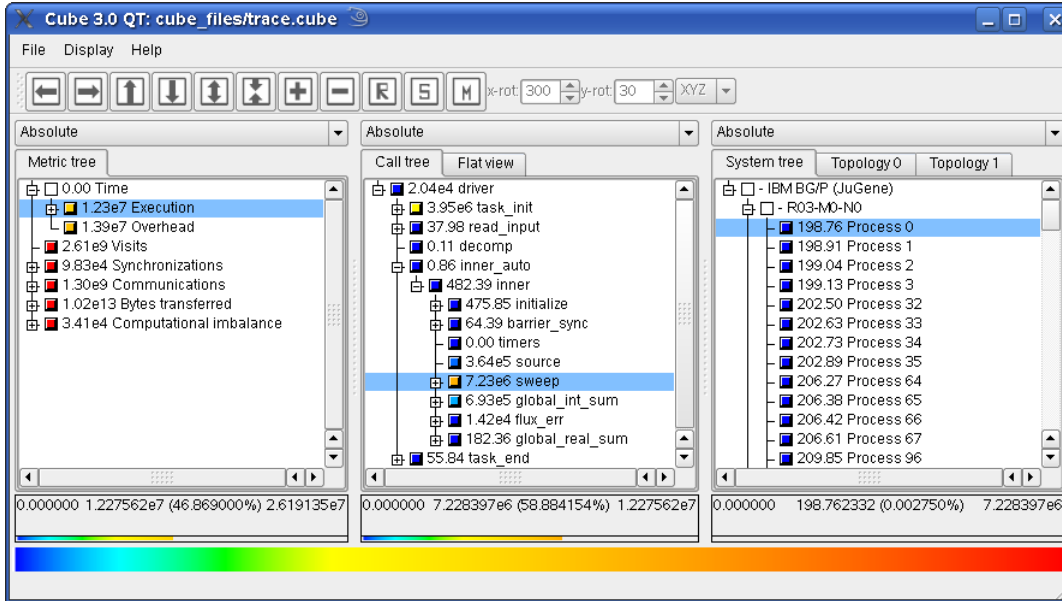 Cube 3.0 QT: cube_files/trace.cube
File Display Help
R S M x-rot: 300 y-rot: 30 XYZ
Absolute Absolute Absolute
Metric tree Call tree Flat view System tree Topology 0 Topology 1
0.00 Time 2.04e4 driver - IBM BG/P (JuGene)
1.23e7 Execution 3.95e6 task_init - R03-M0-N0
1.39e7 Overhead 37.98 read_input 198.76 Process 0
2.61e9 Visits 0.11 decomp 198.91 Process 1
9.83e4 Synchronizations 0.86 inner_auto 199.04 Process 2
1.30e9 Communications 482.39 inner 199.13 Process 3
1.02e13 Bytes transferred 475.85 initialize 202.50 Process 32
3.41e4 Computational imbalance 64.39 barrier_sync 202.63 Process 33
0.00 timers 202.73 Process 34
3.64e5 source 202.89 Process 35
7.23e6 sweep 206.27 Process 64
6.93e5 global_int_sum 206.38 Process 65
1.42e4 flux_err 206.42 Process 66
182.36 global_real_sum 206.61 Process 67
55.84 task_end 209.85 Process 96
0.000000 1.227562e7 (46.869000%) 2.619135e7 0.000000 7.228397e6 (58.884154%) 1.227562e7 0.000000 198.762332 (0.002750%) 7.228397e6